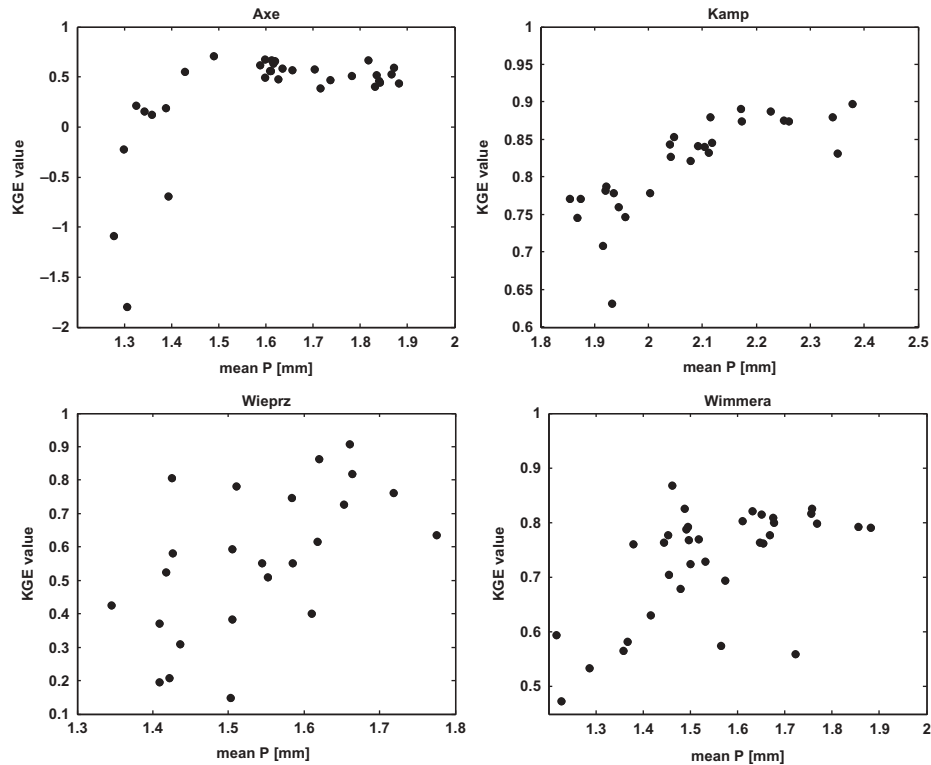 Axe
1
0.5
0
−0.5
−1
−1.5
−2
KGE value
1.3 1.4 1.5 1.6 1.7 1.8 1.9 2
mean P [mm]
Kamp
1
0.95
0.9
0.85
0.8
0.75
0.7
0.65
0.6
KGE value
1.8 1.9 2 2.1 2.2 2.3 2.4 2.5
mean P [mm]
Wieprz
1
0.9
0.8
0.7
0.6
0.5
0.4
0.3
0.2
0.1
KGE value
1.3 1.4 1.5 1.6 1.7 1.8
mean P [mm]
Wimmera
1
0.9
0.8
0.7
0.6
0.5
KGE value
1.3 1.4 1.5 1.6 1.7 1.8 1.9 2
mean P [mm]